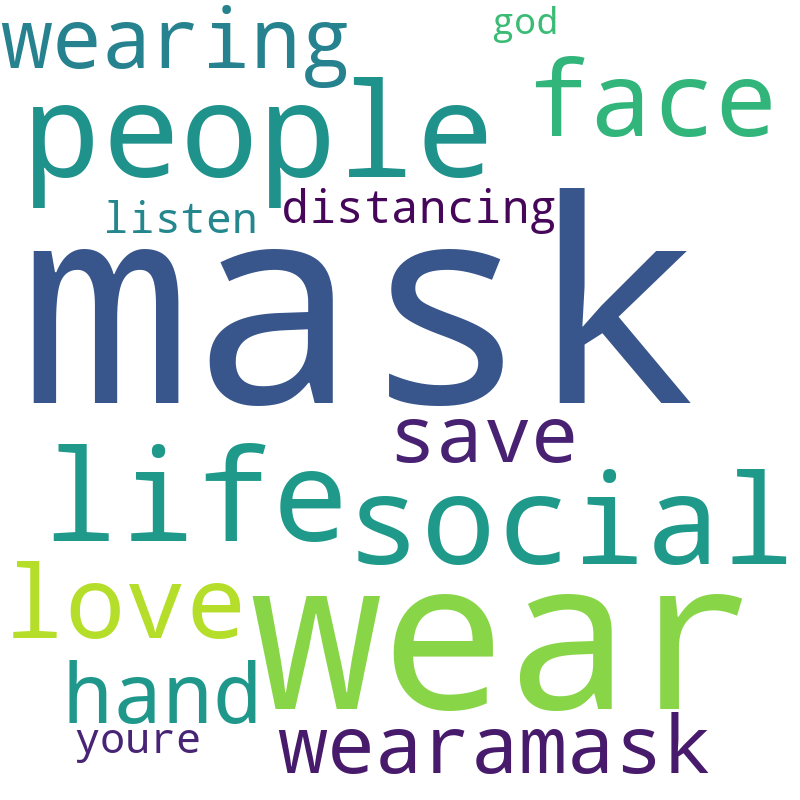 wearing
god
people
face
listen
distancing
mask
save
life
social
love
wear
hand
youre
wearamask